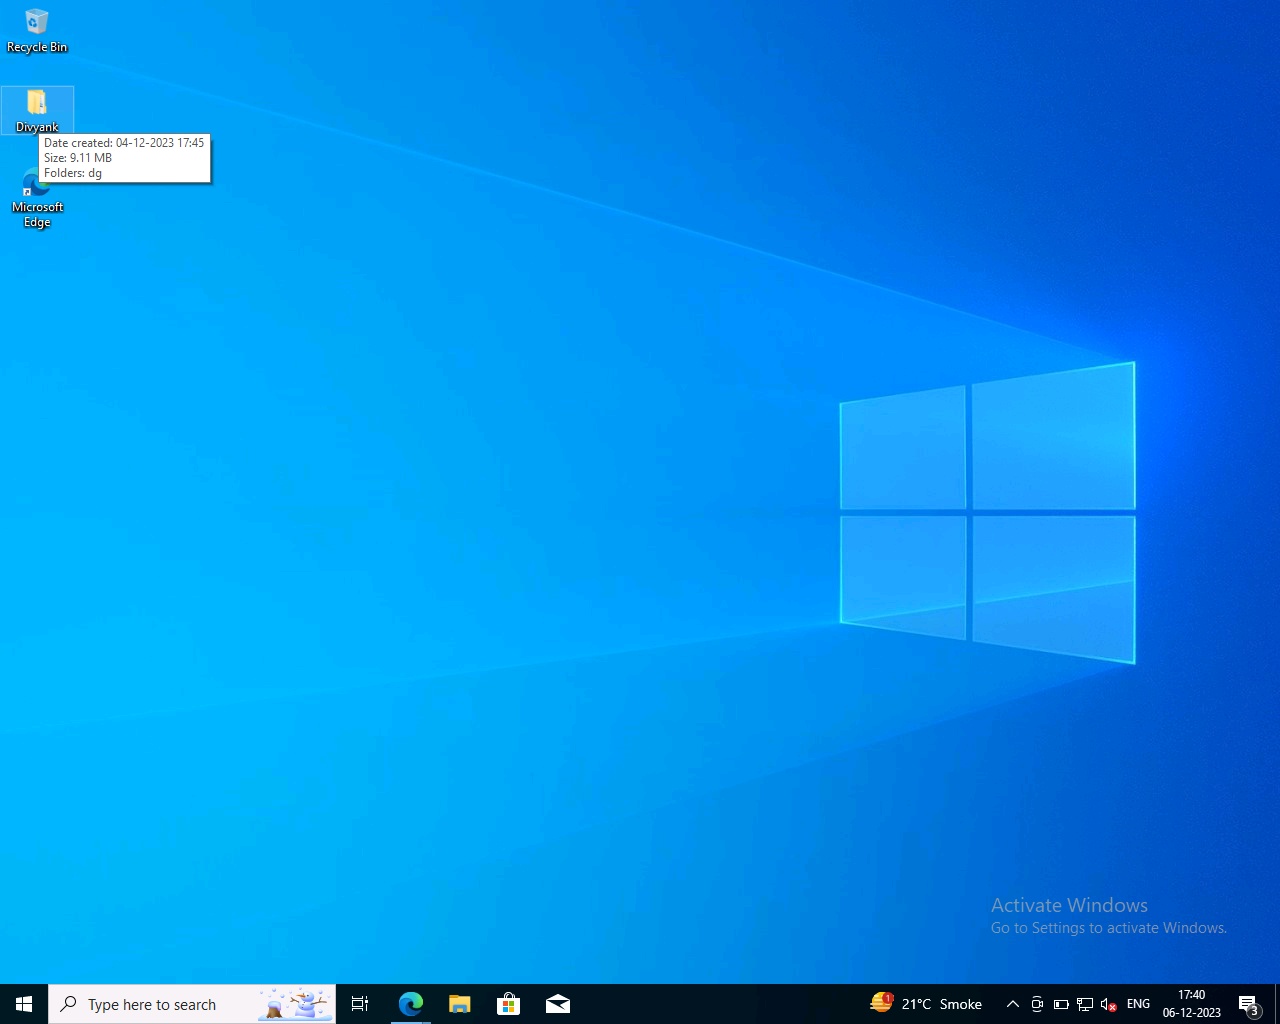 Recycle Bin
Divyank
Date created: 04-12-2023 17:45
Size: 9.11 MB
Folders: dg
Microsoft
Edge
Activate Windows
Go to Settings to activate Windows.
Type here to search
1
21°C Smoke
ENG
17:40
06-12-2023
3